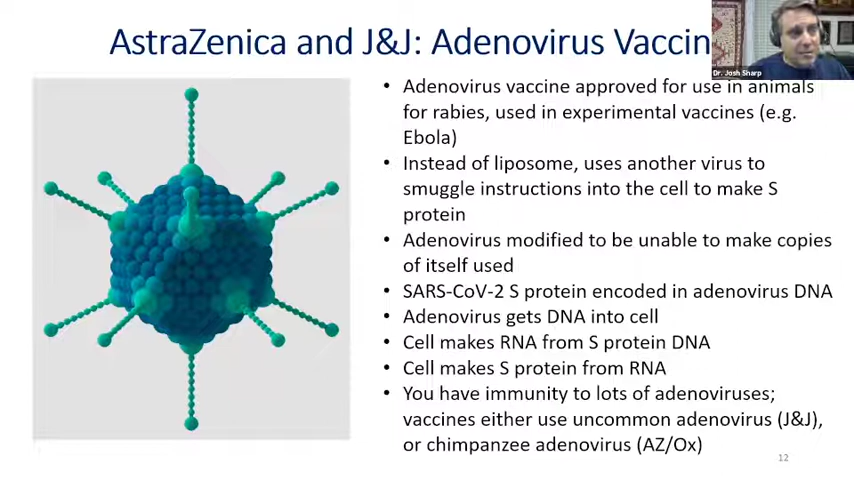 AstraZenica and J&J: Adenovirus Vaccin
Dr. Josh Sharp
• Adenovirus vaccine approved for use in animals
for rabies, used in experimental vaccines (e.g.
Ebola)
• Instead of liposome, uses another virus to
smuggle instructions into the cell to make S
protein
• Adenovirus modified to be unable to make copies
of itself used
• SARS-CoV-2 S protein encoded in adenovirus DNA
• Adenovirus gets DNA into cell
• Cell makes RNA from S protein DNA
• Cell makes S protein from RNA
• You have immunity to lots of adenoviruses;
vaccines either use uncommon adenovirus (J&J),
or chimpanzee adenovirus (AZ/Ox)
12